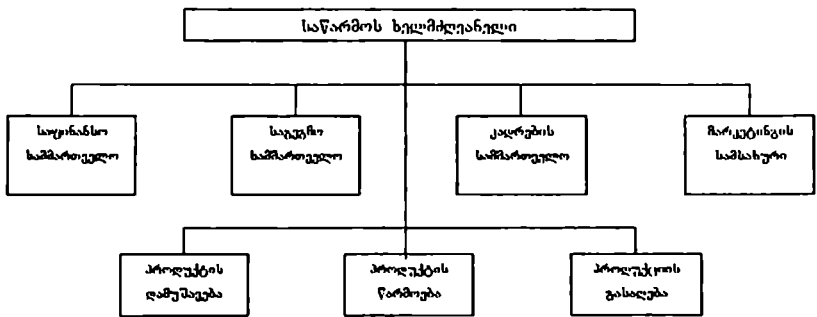 საწარმოს ხელმძღვანელი
საფინანსო
სამმართველო
საგეგმო
სამმართველო
კადრების
სამმართველო
მარკეტინგის
სამსახური
პროდუქტის
დამუშავება
პროდუქტის
წარმოება
პროდუქციის
გასაღება